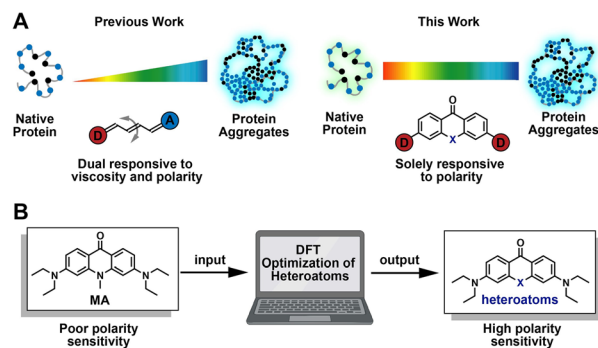 A
Previous Work
This Work
Native
Protein
D
A
Dual responsive to
viscosity and polarity
Protein
Aggregates
Native
Protein
O
D
X
D
Solely responsive
to polarity
Protein
Aggregates
B
O
N
N
N
MA
Poor polarity
sensitivity
input
DFT
Optimization of
Heteroatoms
output
O
N
X
N
heteroatoms
High polarity
sensitivity